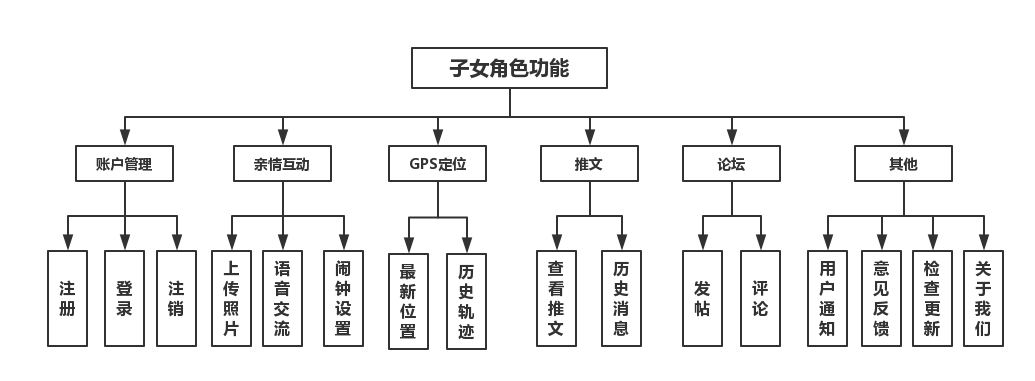 子女角色功能
账户管理
亲情互动
GPS定位
推文
论坛
其他
注册
登录
注销
上传照片
语音交流
闹钟设置
最新位置
历史轨迹
查看推文
历史消息
发帖
评论
用户通知
意见反馈
检查更新
关于我们